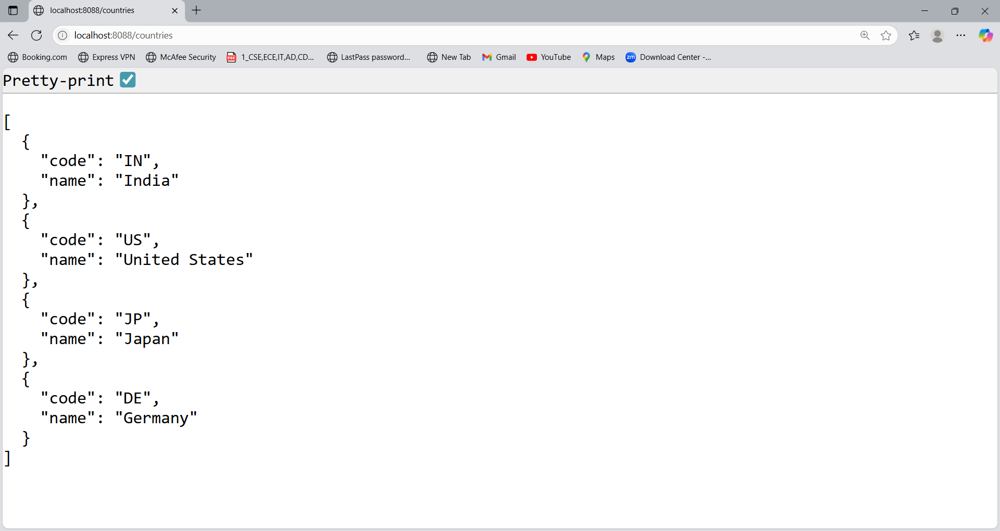 localhost:8088/countries
localhost:8088/countries
Booking.com Express VPN McAfee Security PDF 1_CSE,ECE,IT,AD,CD... LastPass password... New Tab Gmail YouTube Maps zm Download Center -...
Pretty-print
[
  {
    "code": "IN",
    "name": "India"
  },
  {
    "code": "US",
    "name": "United States"
  },
  {
    "code": "JP",
    "name": "Japan"
  },
  {
    "code": "DE",
    "name": "Germany"
  }
]